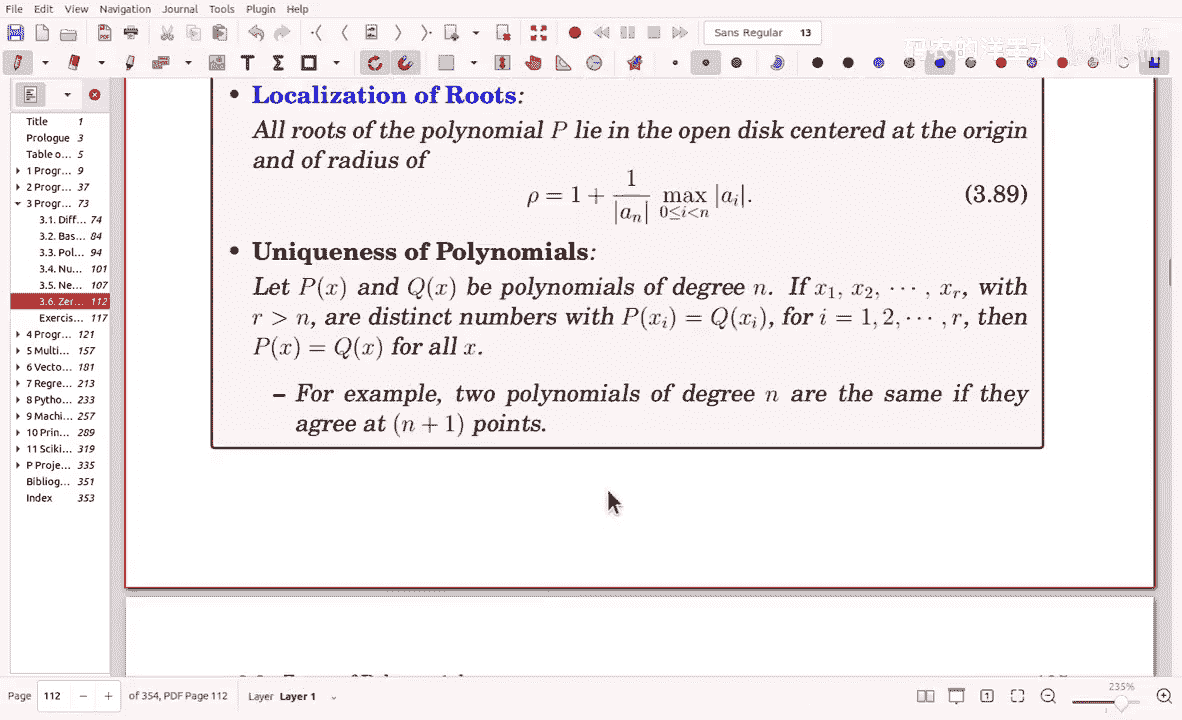 File Edit View Navigation Journal Tools Plugin Help
Sans Regular 13
Title 1
Prologue 3
Table o... 5
1 Progr... 9
2 Progr... 37
3 Progr... 73
3.1. Diff... 74
3.2. Bas... 84
3.3. Pol... 94
3.4. Nu... 101
3.5. Ne... 107
3.6. Zer... 112
Exercis... 117
4 Progr... 121
5 Multi... 157
6 Vecto... 181
7 Regre... 213
8 Pytho... 233
9 Machi... 257
10 Prin... 289
11 Sciki... 319
P Proje... 335
Bibliog... 351
Index 353
• Localization of Roots:
All roots of the polynomial P lie in the open disk centered at the origin
and of radius of
ρ = 1 + \frac{1}{|a_n|} \max_{0≤i<n} |a_i|. (3.89)
• Uniqueness of Polynomials:
Let P(x) and Q(x) be polynomials of degree n. If x₁, x₂, ⋯ , xᵣ, with
r > n, are distinct numbers with P(xᵢ) = Q(xᵢ), for i = 1, 2, ⋯ , r, then
P(x) = Q(x) for all x.
– For example, two polynomials of degree n are the same if they
agree at (n + 1) points.
Page 112 − + of 354, PDF Page 112 Layer Layer 1 235%